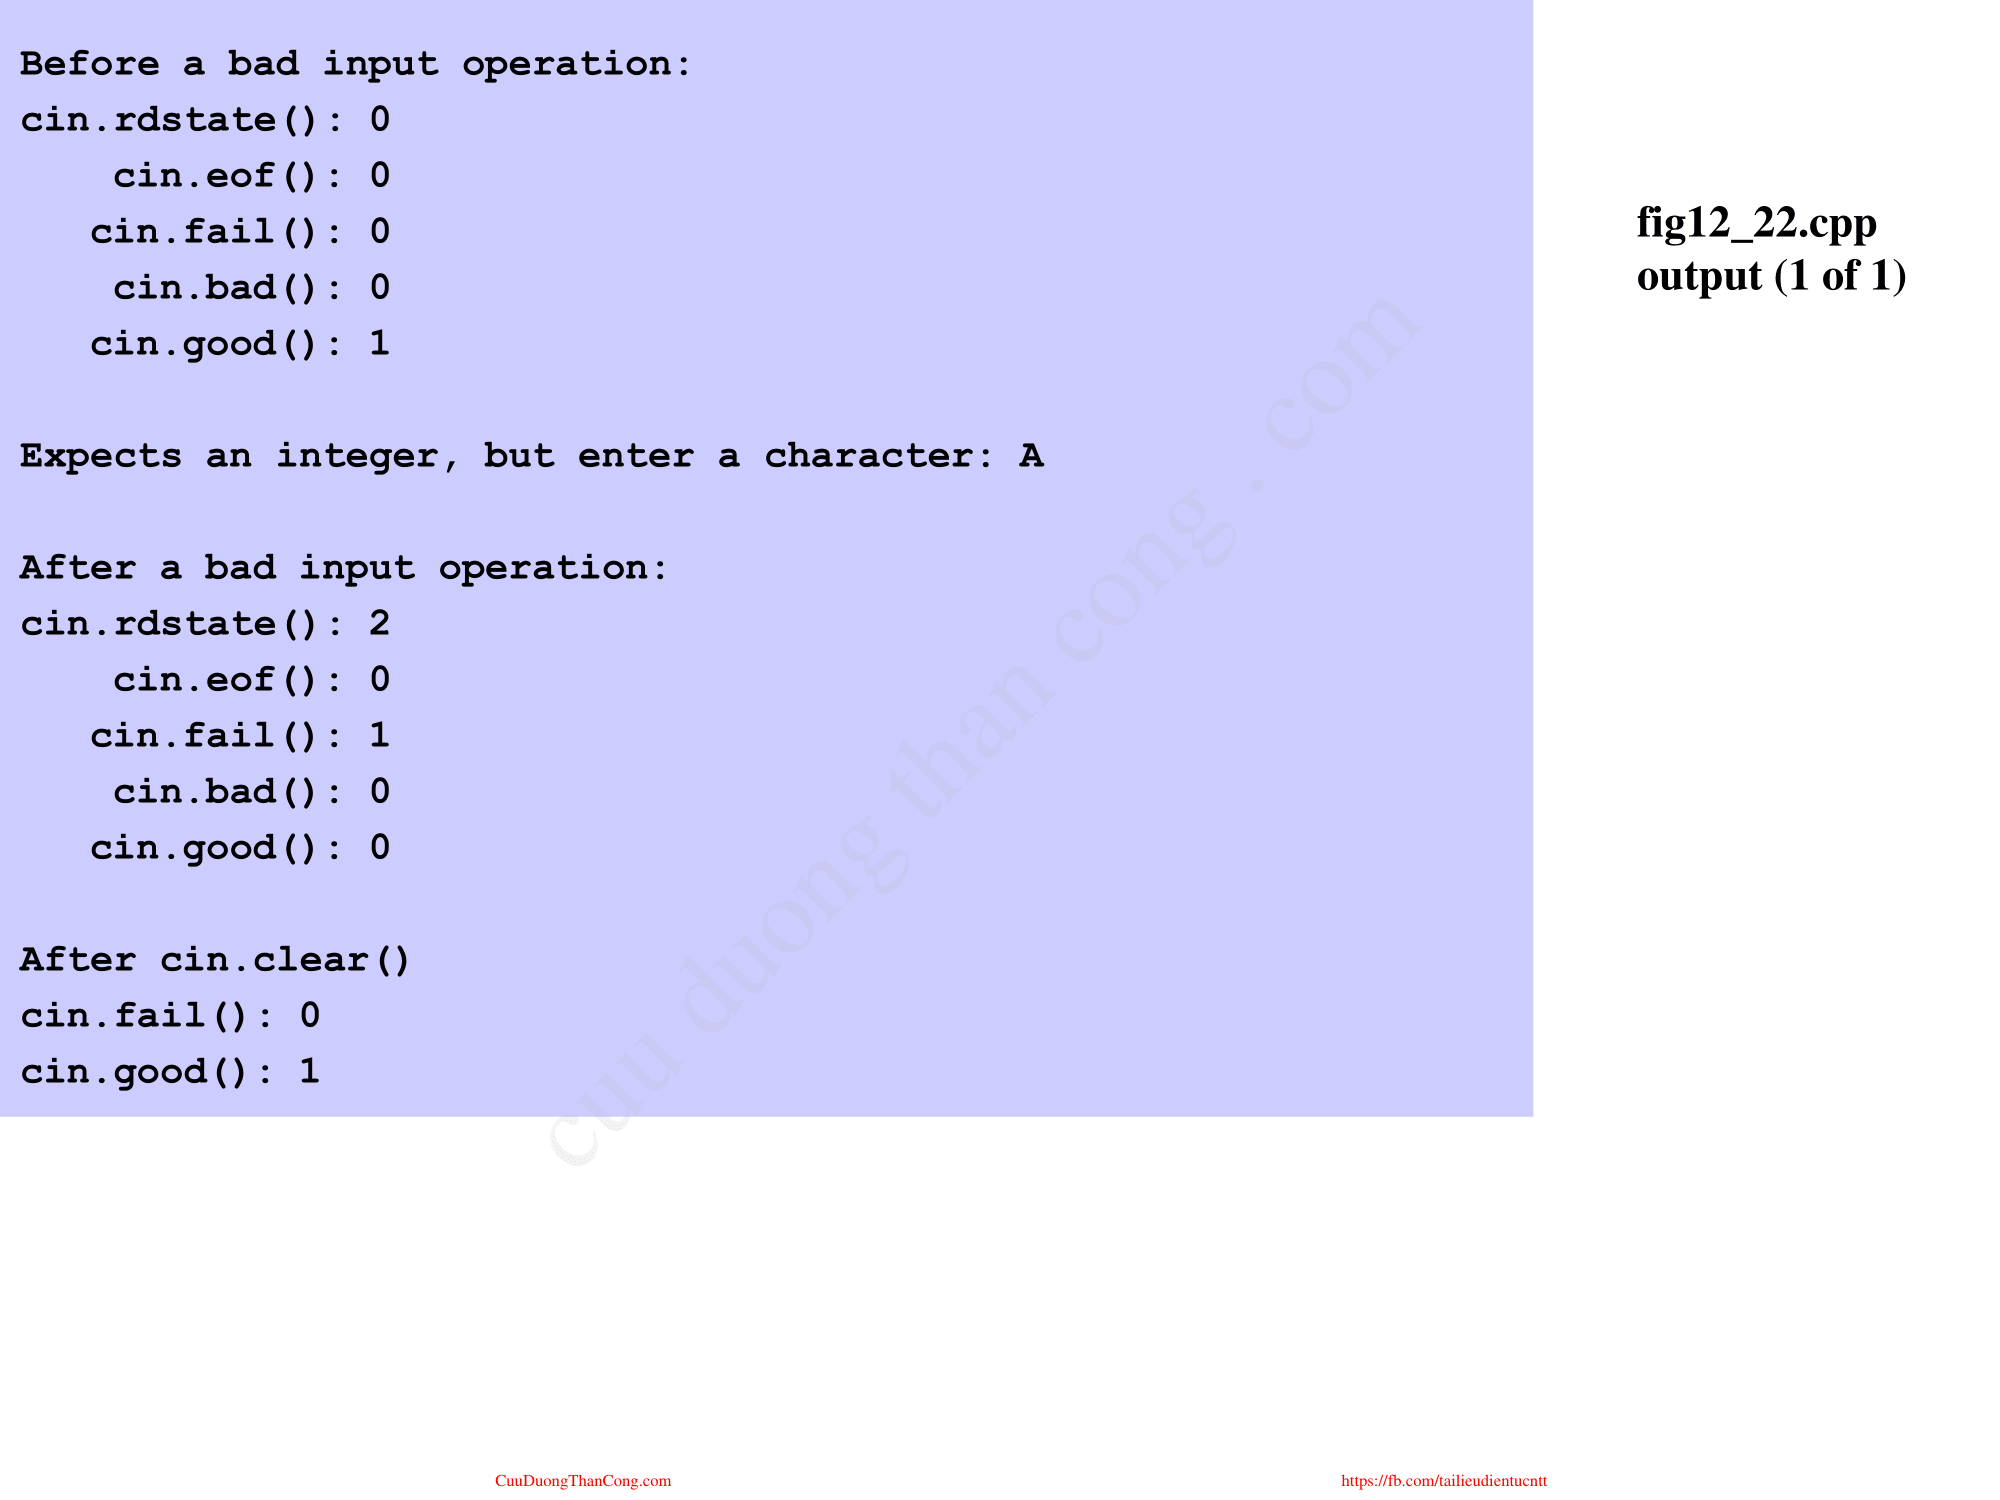 Before a bad input operation:
cin.rdstate(): 0
    cin.eof(): 0
   cin.fail(): 0
    cin.bad(): 0
   cin.good(): 1

Expects an integer, but enter a character: A

After a bad input operation:
cin.rdstate(): 2
    cin.eof(): 0
   cin.fail(): 1
    cin.bad(): 0
   cin.good(): 0

After cin.clear()
cin.fail(): 0
cin.good(): 1
fig12_22.cpp
output (1 of 1)
cuu duong than cong . com
CuuDuongThanCong.com
https://fb.com/tailieudientucntt